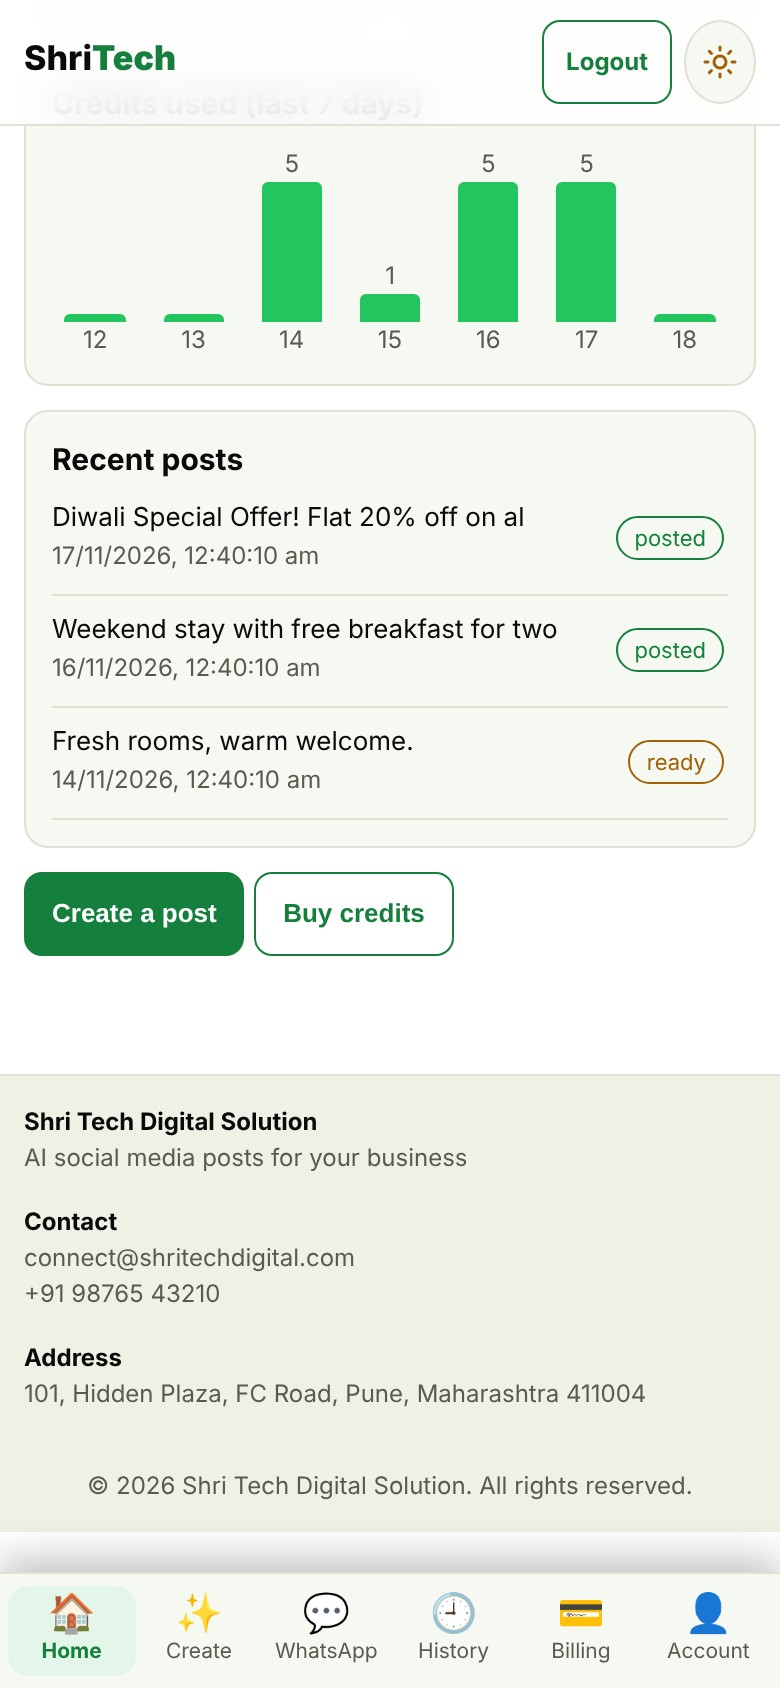 ShriTech
Logout
Credits used (last 7 days)
5
5
5
1
12
13
14
15
16
17
18
Recent posts
Diwali Special Offer! Flat 20% off on al
17/11/2026, 12:40:10 am
posted
Weekend stay with free breakfast for two
16/11/2026, 12:40:10 am
posted
Fresh rooms, warm welcome.
14/11/2026, 12:40:10 am
ready
Create a post
Buy credits
Shri Tech Digital Solution
AI social media posts for your business
Contact
connect@shritechdigital.com
+91 98765 43210
Address
101, Hidden Plaza, FC Road, Pune, Maharashtra 411004
© 2026 Shri Tech Digital Solution. All rights reserved.
Home
Create
WhatsApp
History
Billing
Account